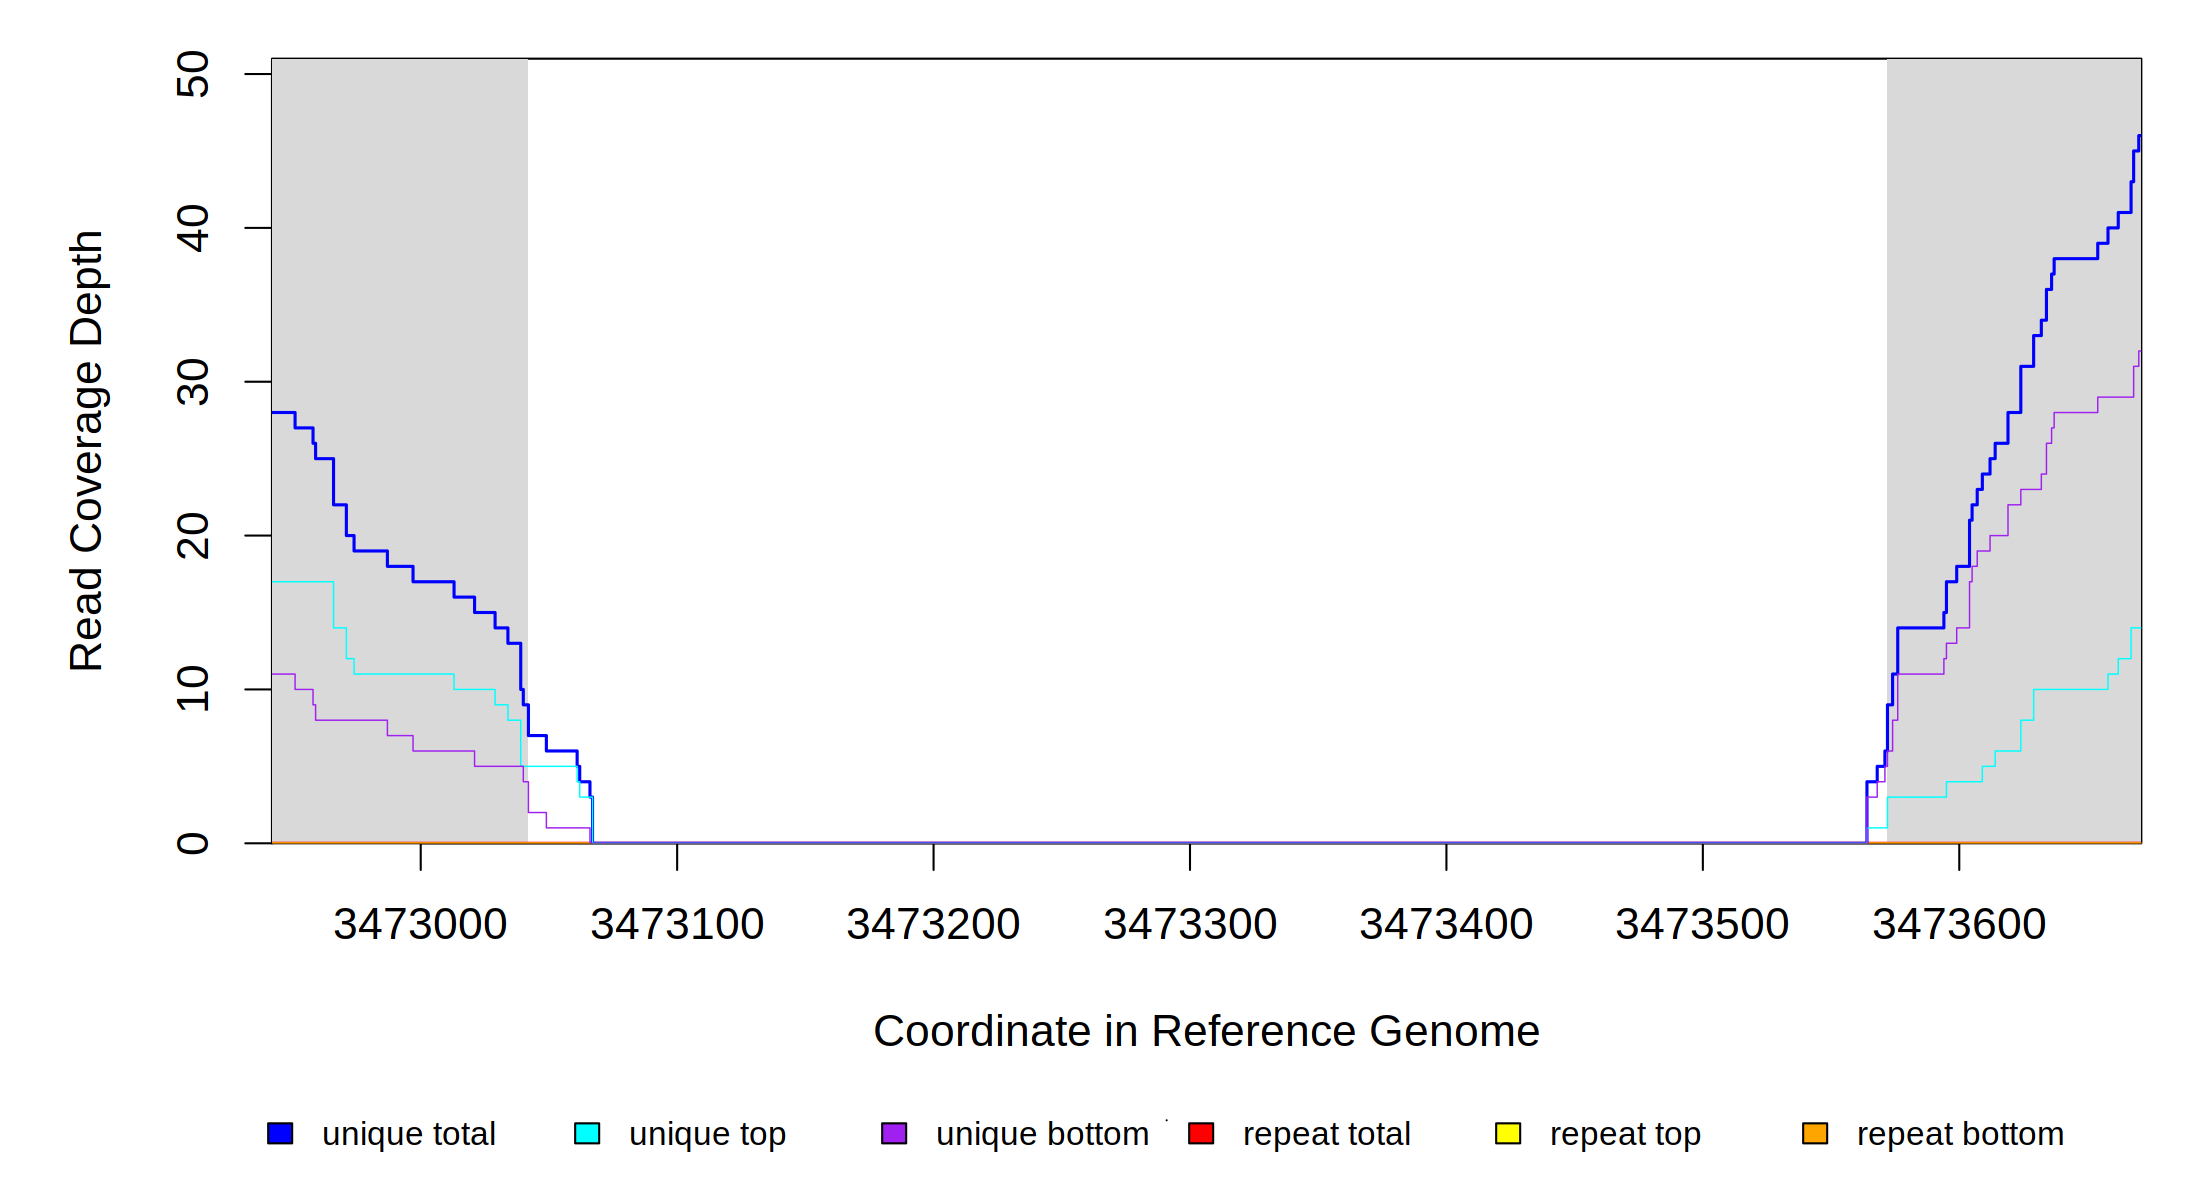 50
40
30
20
10
0
Read Coverage Depth
3473000 3473100 3473200 3473300 3473400 3473500 3473600
Coordinate in Reference Genome
unique total unique top unique bottom repeat total repeat top repeat bottom